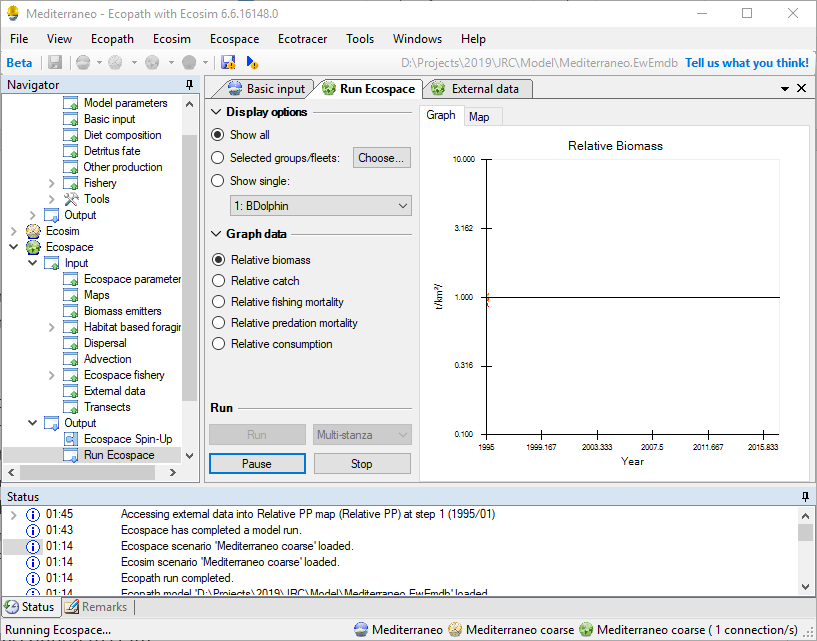 Mediterraneo - Ecopath with Ecosim 6.6.16148.0
File View Ecopath Ecosim Ecospace Ecotracer Tools Windows Help
Beta D:\Projects\2019\JRC\Model\Mediterraneo.EwEmdb Tell us what you think!
Navigator
Model parameters
Basic input
Diet composition
Detritus fate
Other production
Fishery
Tools
Output
Ecosim
Ecospace
Input
Ecospace parameter
Maps
Biomass emitters
Habitat based foragin
Dispersal
Advection
Ecospace fishery
External data
Transects
Output
Ecospace Spin-Up
Run Ecospace
Basic input Run Ecospace External data
Display options
Show all
Selected groups/fleets: Choose...
Show single:
1: BDolphin
Graph data
Relative biomass
Relative catch
Relative fishing mortality
Relative predation mortality
Relative consumption
Run
Run Multi-stanza
Pause Stop
Graph Map
Relative Biomass
10.000
3.162
1.000
0.316
0.100
t/km²/
1995 1999.167 2003.333 2007.5 2011.667 2015.833
Year
Status
01:45 Accessing external data into Relative PP map (Relative PP) at step 1 (1995/01)
01:43 Ecospace has completed a model run.
01:14 Ecospace scenario 'Mediterraneo coarse' loaded.
01:14 Ecosim scenario 'Mediterraneo coarse' loaded.
01:14 Ecopath run completed.
01:14 Ecopath model 'D:\Projects\2019\JRC\Model\Mediterraneo.EwEmdb' loaded
Status Remarks
Running Ecospace... Mediterraneo Mediterraneo coarse Mediterraneo coarse ( 1 connection/s)